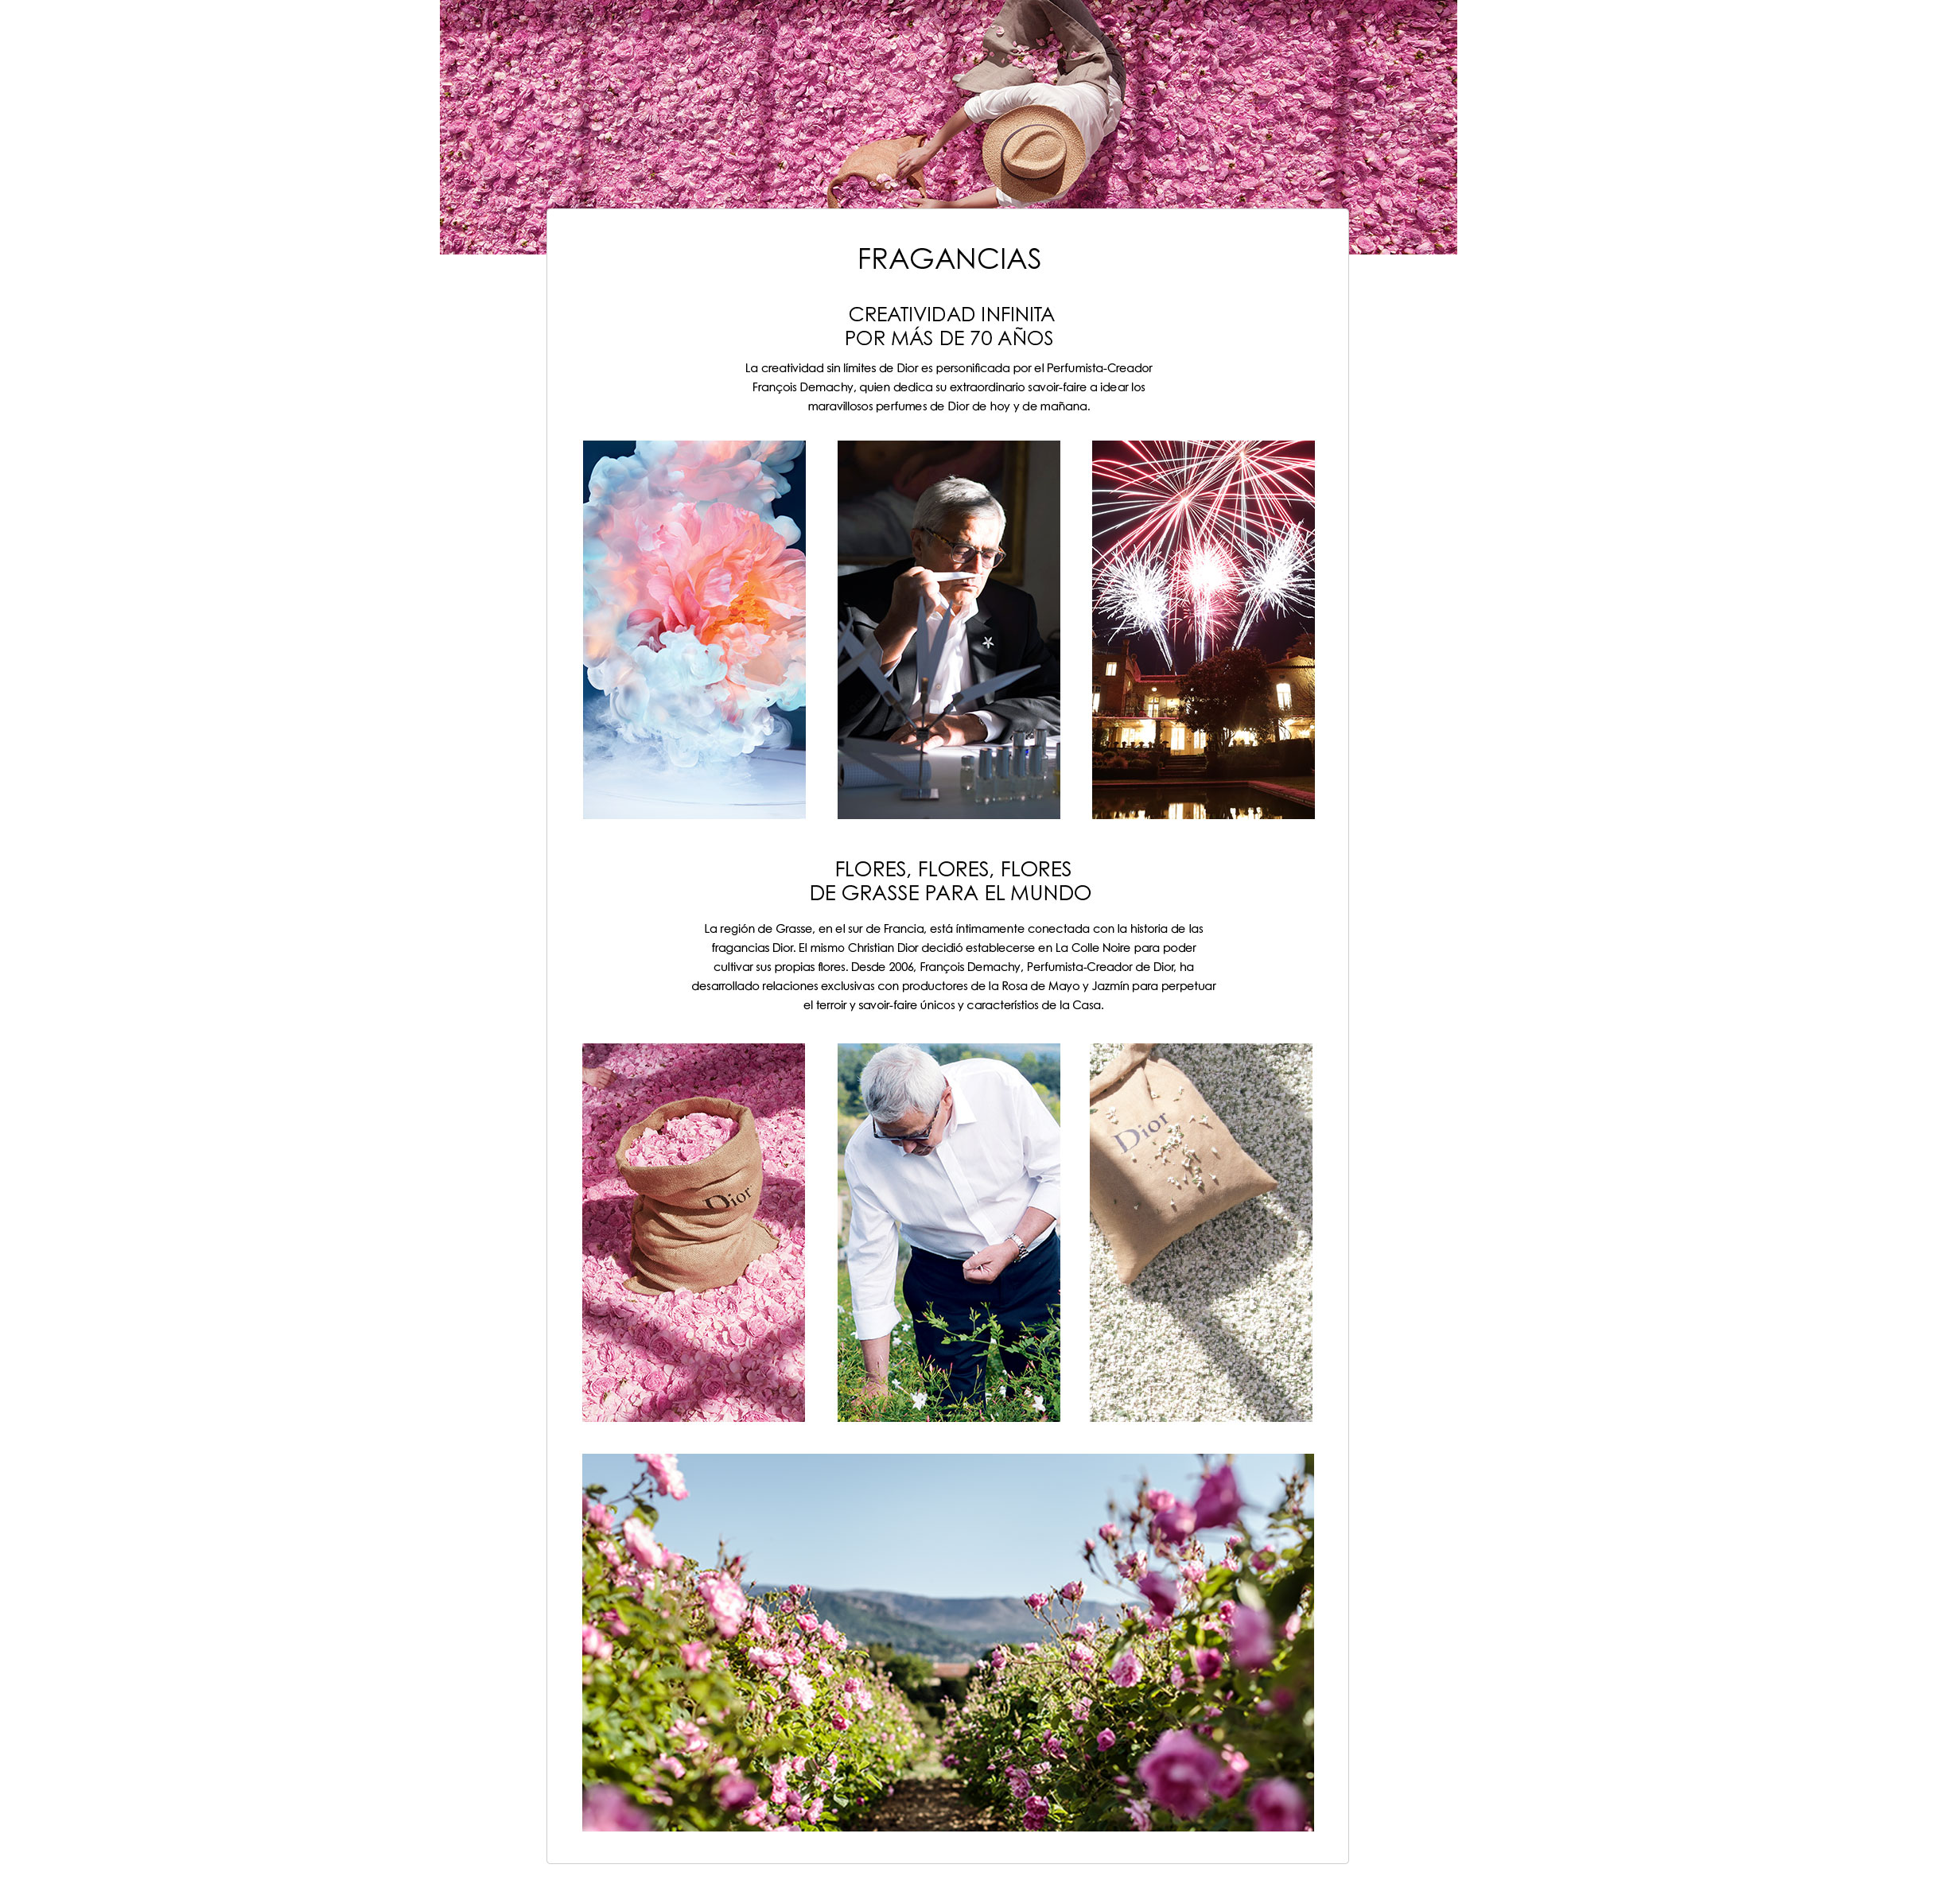 FRAGANCIAS
CREATIVIDAD INFINITA
POR MÁS DE 70 AÑOS
La creatividad sin límites de Dior es personificada por el Perfumista-Creador
François Demachy, quien dedica su extraordinario savoir-faire a idear los
maravillosos perfumes de Dior de hoy y de mañana.
FLORES, FLORES, FLORES
DE GRASSE PARA EL MUNDO
La región de Grasse, en el sur de Francia, está íntimamente conectada con la historia de las
fragancias Dior. El mismo Christian Dior decidió establecerse en La Colle Noire para poder
cultivar sus propias flores. Desde 2006, François Demachy, Perfumista-Creador de Dior, ha
desarrollado relaciones exclusivas con productores de la Rosa de Mayo y Jazmín para perpetuar
el terroir y savoir-faire únicos y característios de la Casa.
Dior
Dior